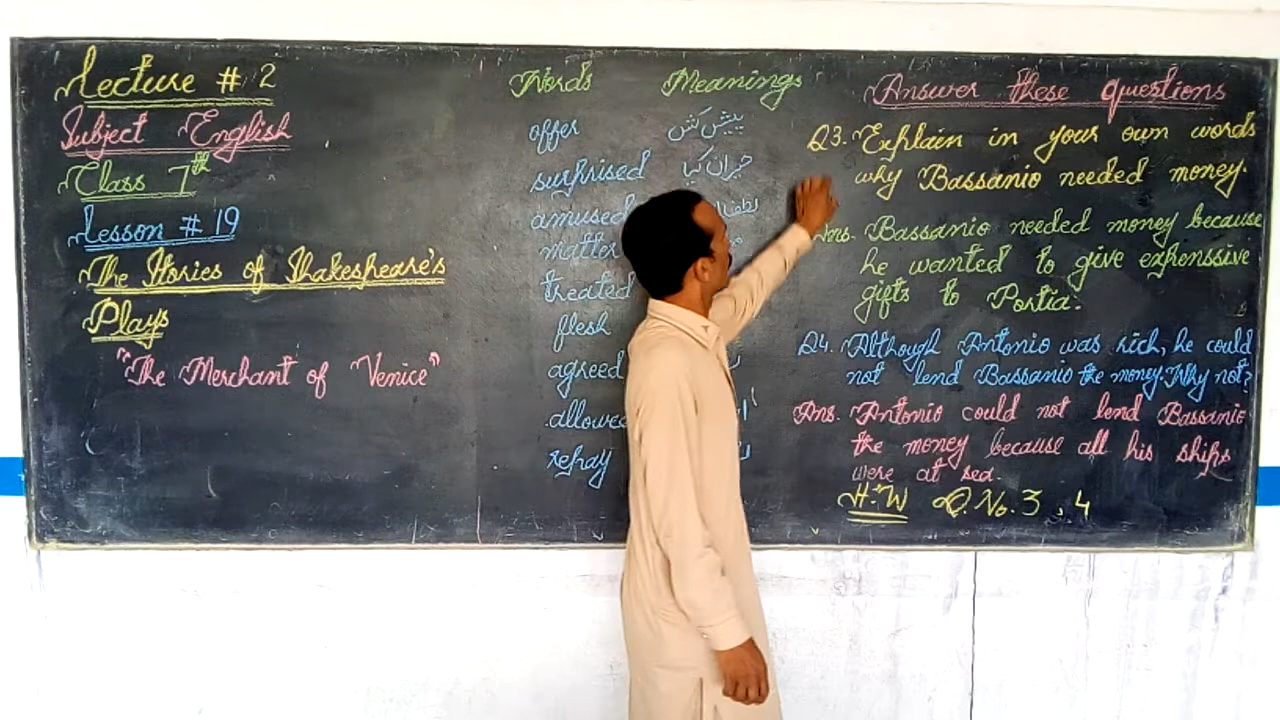 Lecture # 2
Subject English
Class 7th
Lesson # 19
The Stories of Shakespeare's
Plays
"The Merchant of Venice"
Words Meanings
offer پیش کش
surprised حیران کیا
amused
matter
treated
flesh
agreed
allowed
repay
Answer these questions
Q3. Explain in your own words
why Bassanio needed money.
Ans. Bassanio needed money because
he wanted to give expenssive
gifts to Portia.
Q4. Although Antonio was rich, he could
not lend Bassanio the money. Why not?
Ans. Antonio could not lend Bassanio
the money because all his ships
were at sea.
H.W Q.No.3, 4